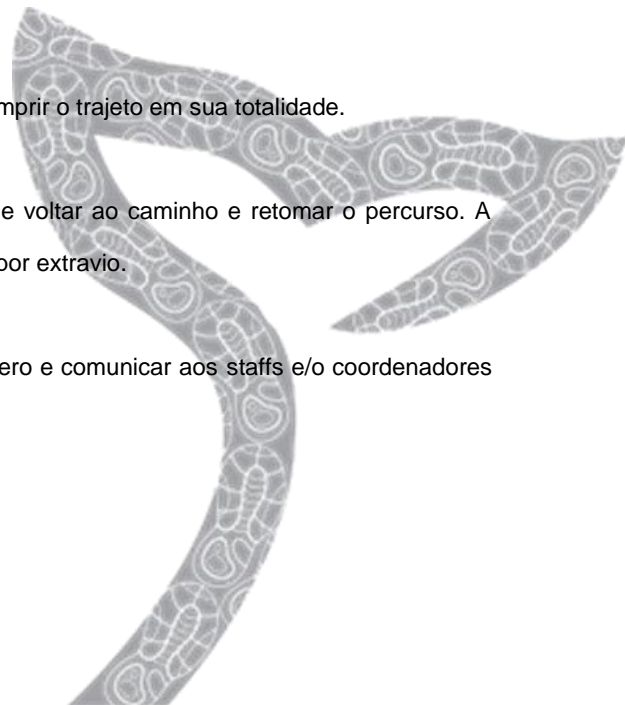 mprir o trajeto em sua totalidade.
e voltar ao caminho e retomar o percurso. A
por extravio.
ero e comunicar aos staffs e/o coordenadores